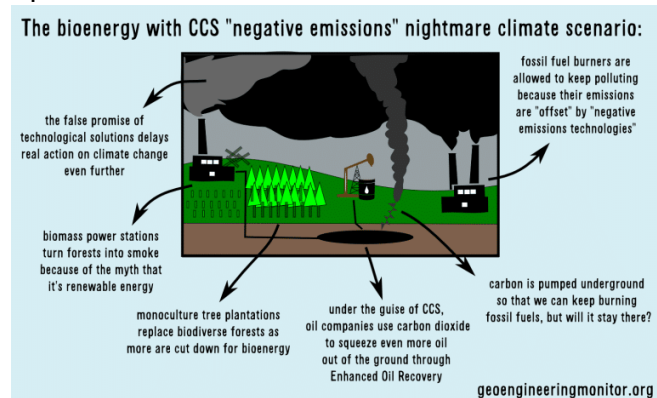 The bioenergy with CCS "negative emissions" nightmare climate scenario:
the false promise of
technological solutions delays
real action on climate change
even further
fossil fuel burners are
allowed to keep polluting
because their emissions
are "offset" by "negative
emissions technologies"
biomass power stations
turn forests into smoke
because of the myth that
it's renewable energy
monoculture tree plantations
replace biodiverse forests as
more are cut down for bioenergy
under the guise of CCS,
oil companies use carbon dioxide
to squeeze even more oil
out of the ground through
Enhanced Oil Recovery
carbon is pumped underground
so that we can keep burning
fossil fuels, but will it stay there?
geoengineeringmonitor.org